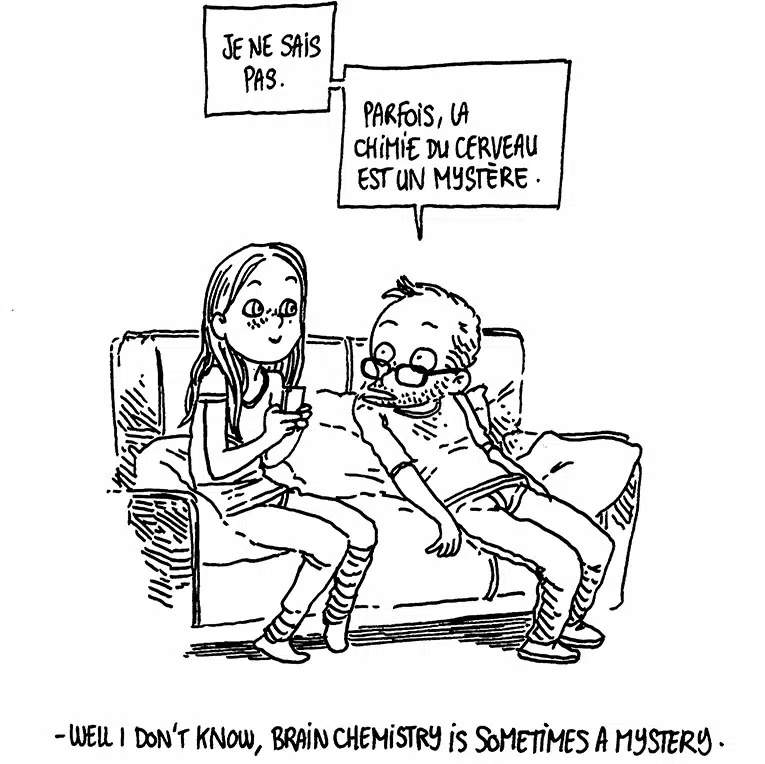 JE NE SAIS
PAS.
PARFOIS, LA
CHIMIE DU CERVEAU
EST UN MYSTÈRE.
-WELL I DON'T KNOW, BRAIN CHEMISTRY IS SOMETIMES A MYSTERY.